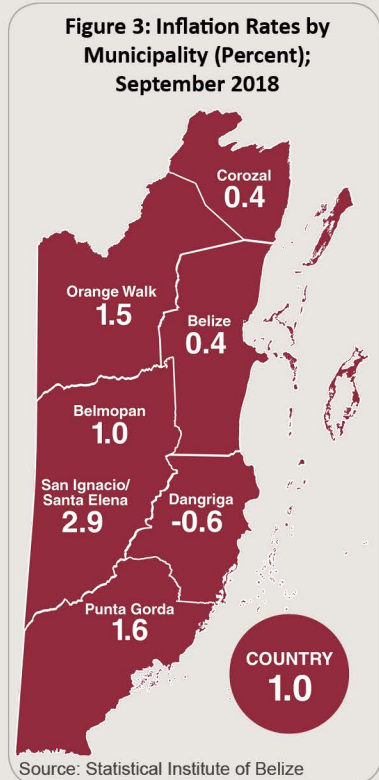 Figure 3: Inflation Rates by
Municipality (Percent);
September 2018
Corozal
0.4
Orange Walk
1.5
Belize
0.4
Belmopan
1.0
San Ignacio/
Santa Elena
2.9
Dangriga
-0.6
Punta Gorda
1.6
COUNTRY
1.0
Source: Statistical Institute of Belize